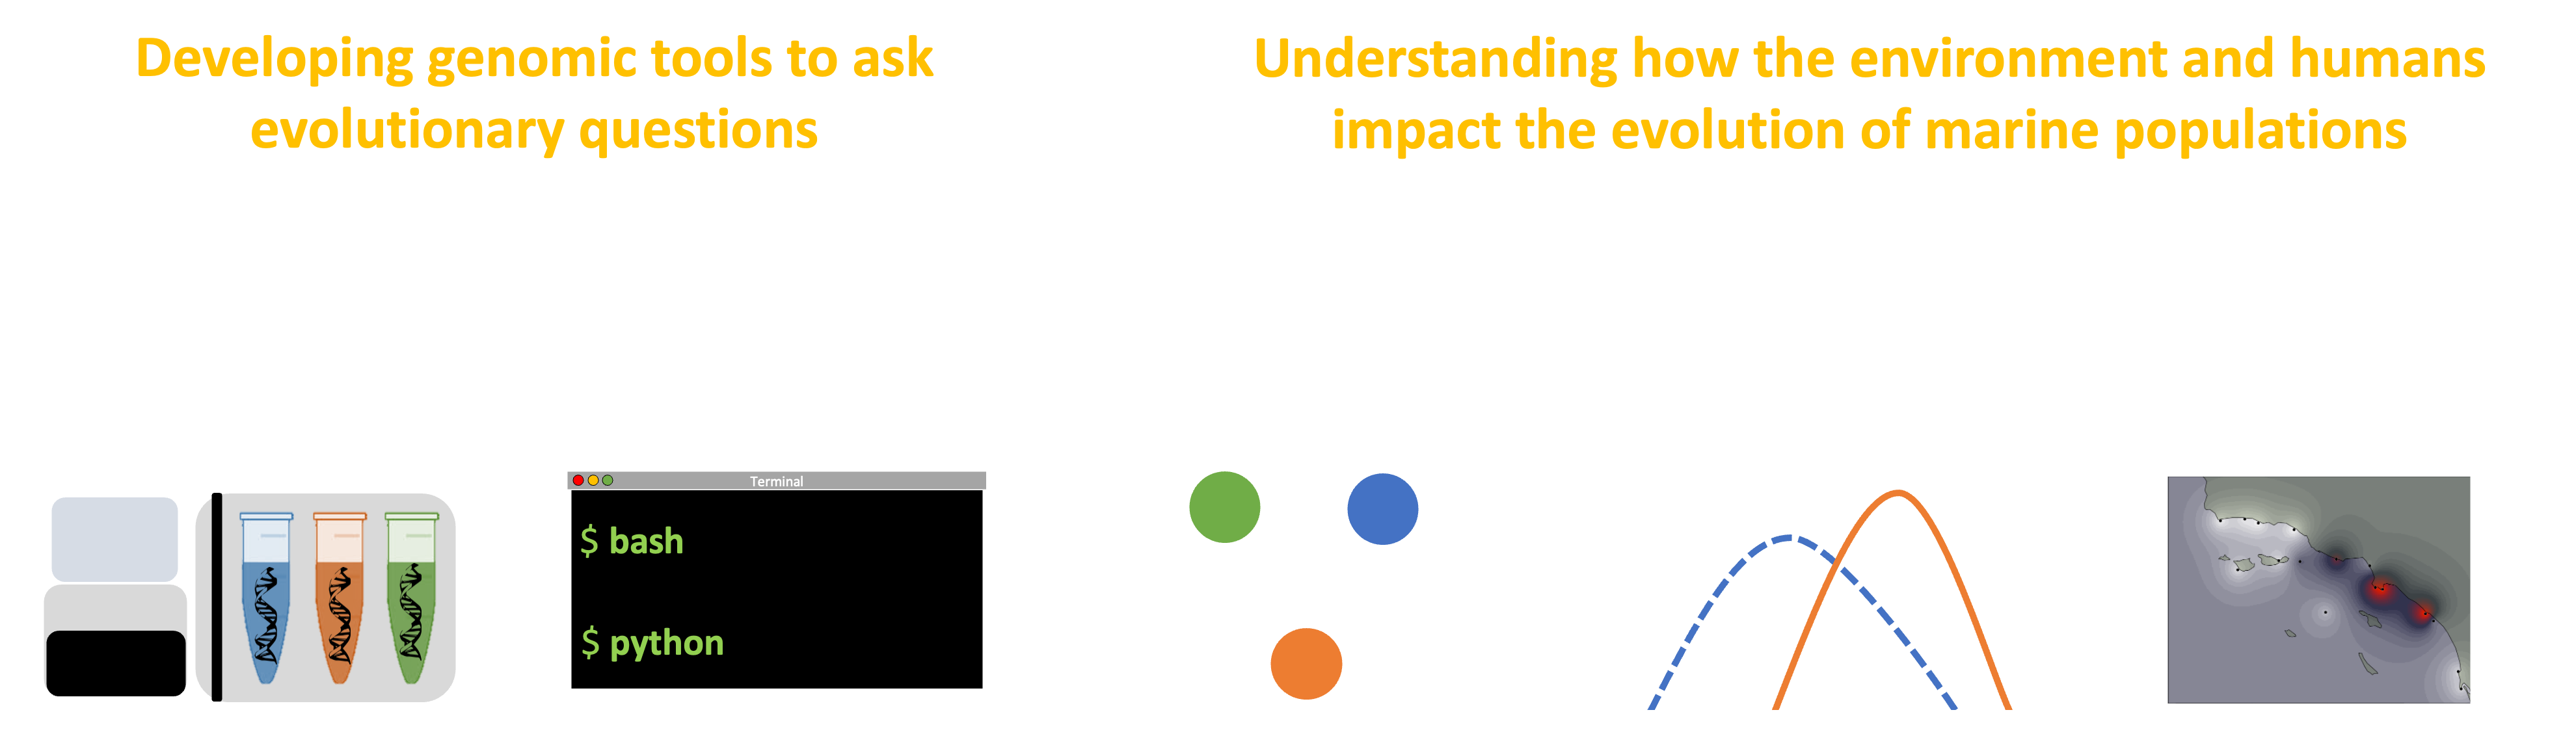 Developing genomic tools to ask
evolutionary questions
Understanding how the environment and humans
impact the evolution of marine populations
Terminal
$ bash
$ python